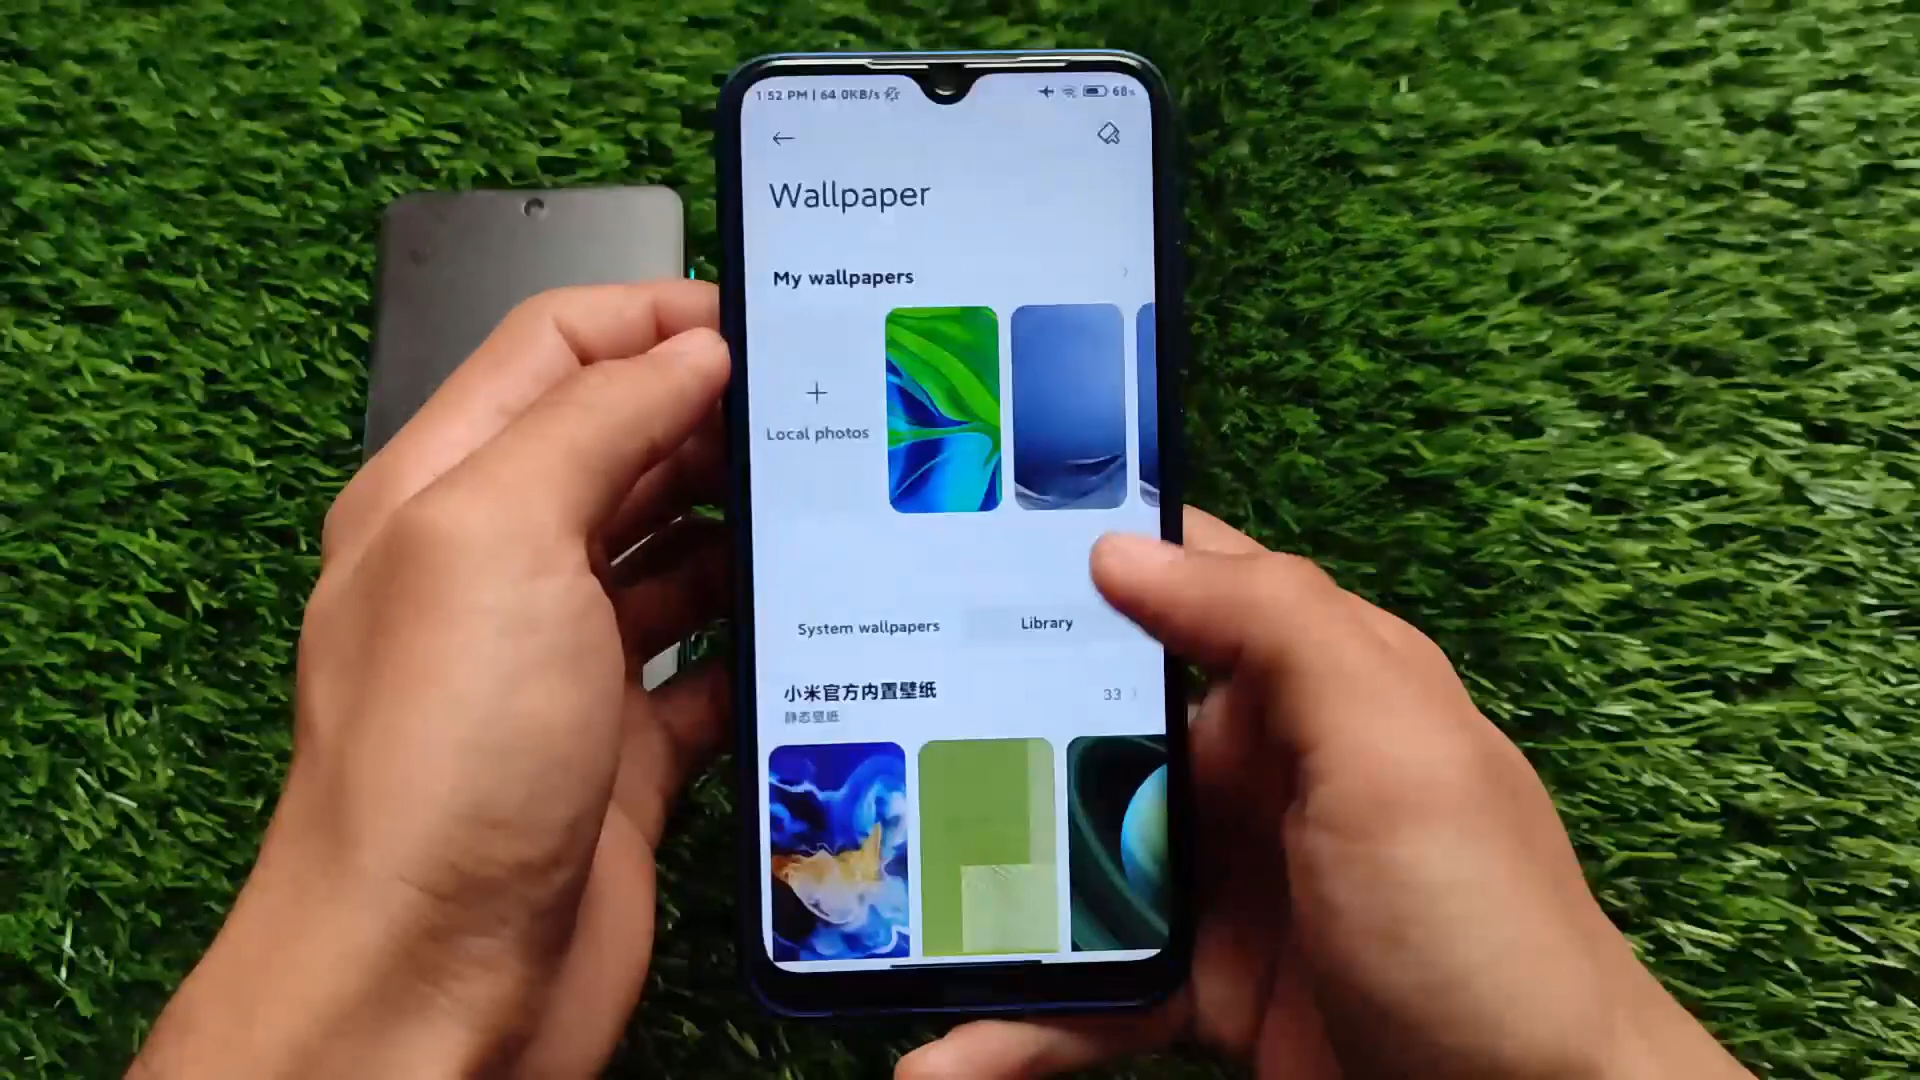 1:52 PM | 64.0KB/s 68%
Wallpaper
My wallpapers
Local photos
System wallpapers Library
小米官方内置壁纸 33
静态壁纸